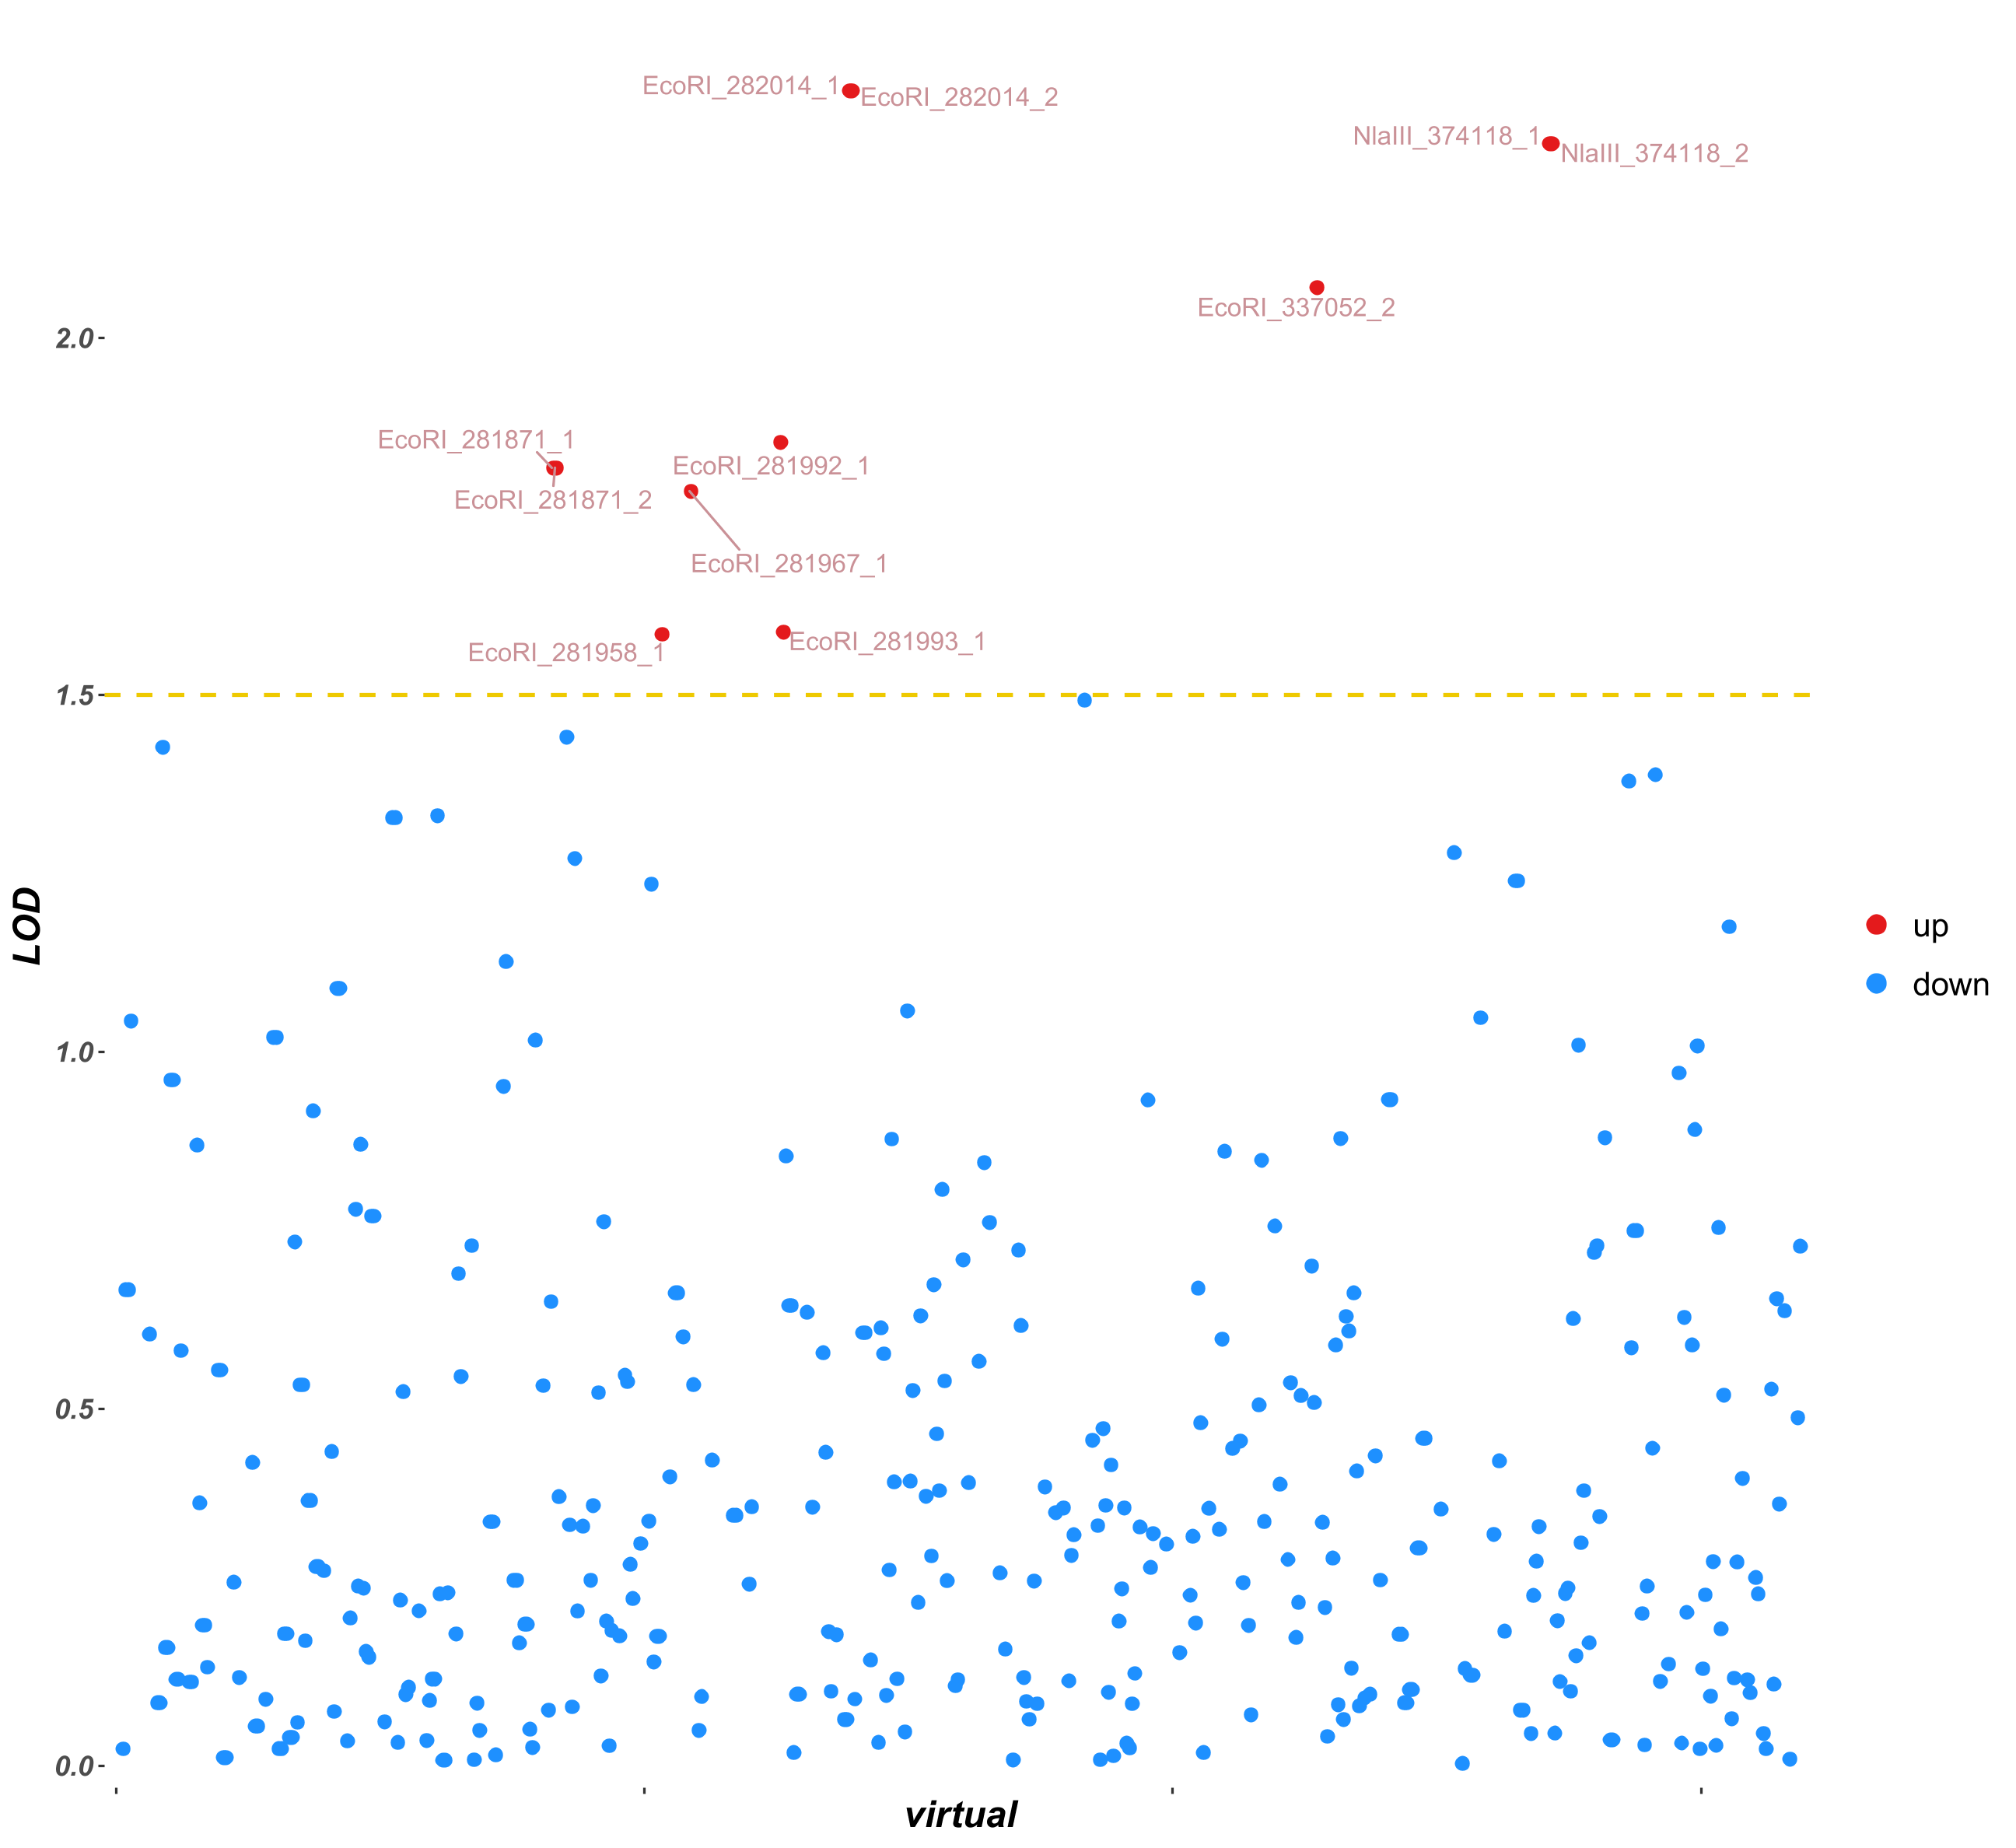 EcoRI_282014_1
EcoRI_282014_2
NlaIII_374118_1
NlaIII_374118_2
EcoRI_337052_2
2.0
EcoRI_281871_1
EcoRI_281992_1
EcoRI_281871_2
EcoRI_281967_1
EcoRI_281993_1
EcoRI_281958_1
1.5
LOD
up
down
1.0
0.5
0.0
virtual